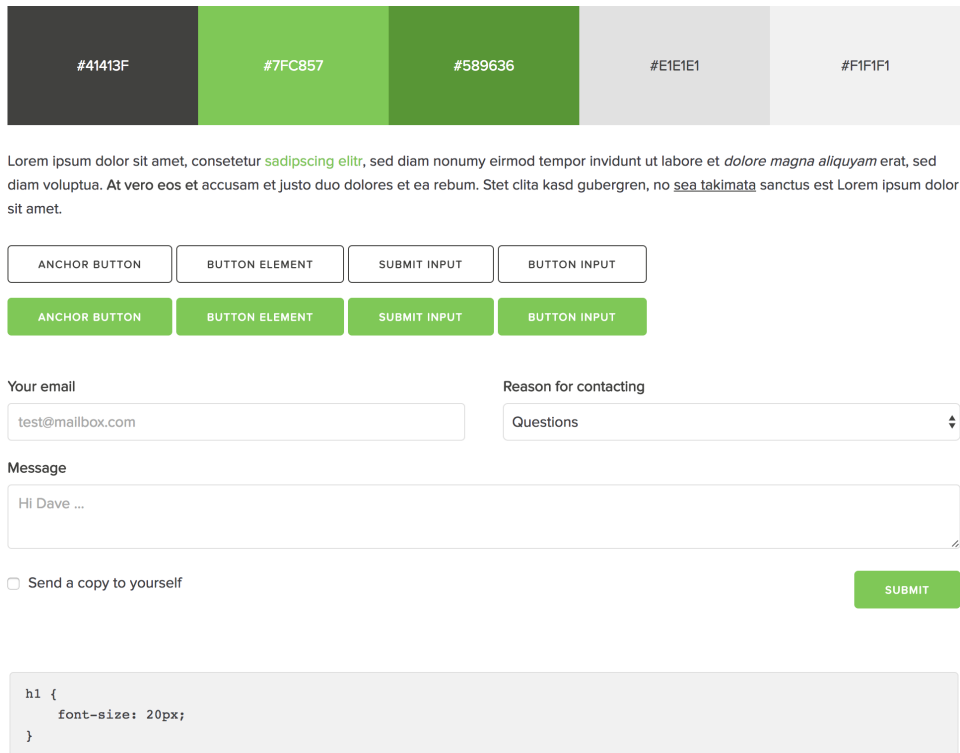 #41413F #7FC857 #589636 #E1E1E1 #F1F1F1
Lorem ipsum dolor sit amet, consetetur sadipscing elitr, sed diam nonumy eirmod tempor invidunt ut labore et dolore magna aliquyam erat, sed
diam voluptua. At vero eos et accusam et justo duo dolores et ea rebum. Stet clita kasd gubergren, no sea takimata sanctus est Lorem ipsum dolor
sit amet.
ANCHOR BUTTON BUTTON ELEMENT SUBMIT INPUT BUTTON INPUT
ANCHOR BUTTON BUTTON ELEMENT SUBMIT INPUT BUTTON INPUT
Your email Reason for contacting
test@mailbox.com Questions
Message
Hi Dave ...
Send a copy to yourself
SUBMIT
h1 {
    font-size: 20px;
}